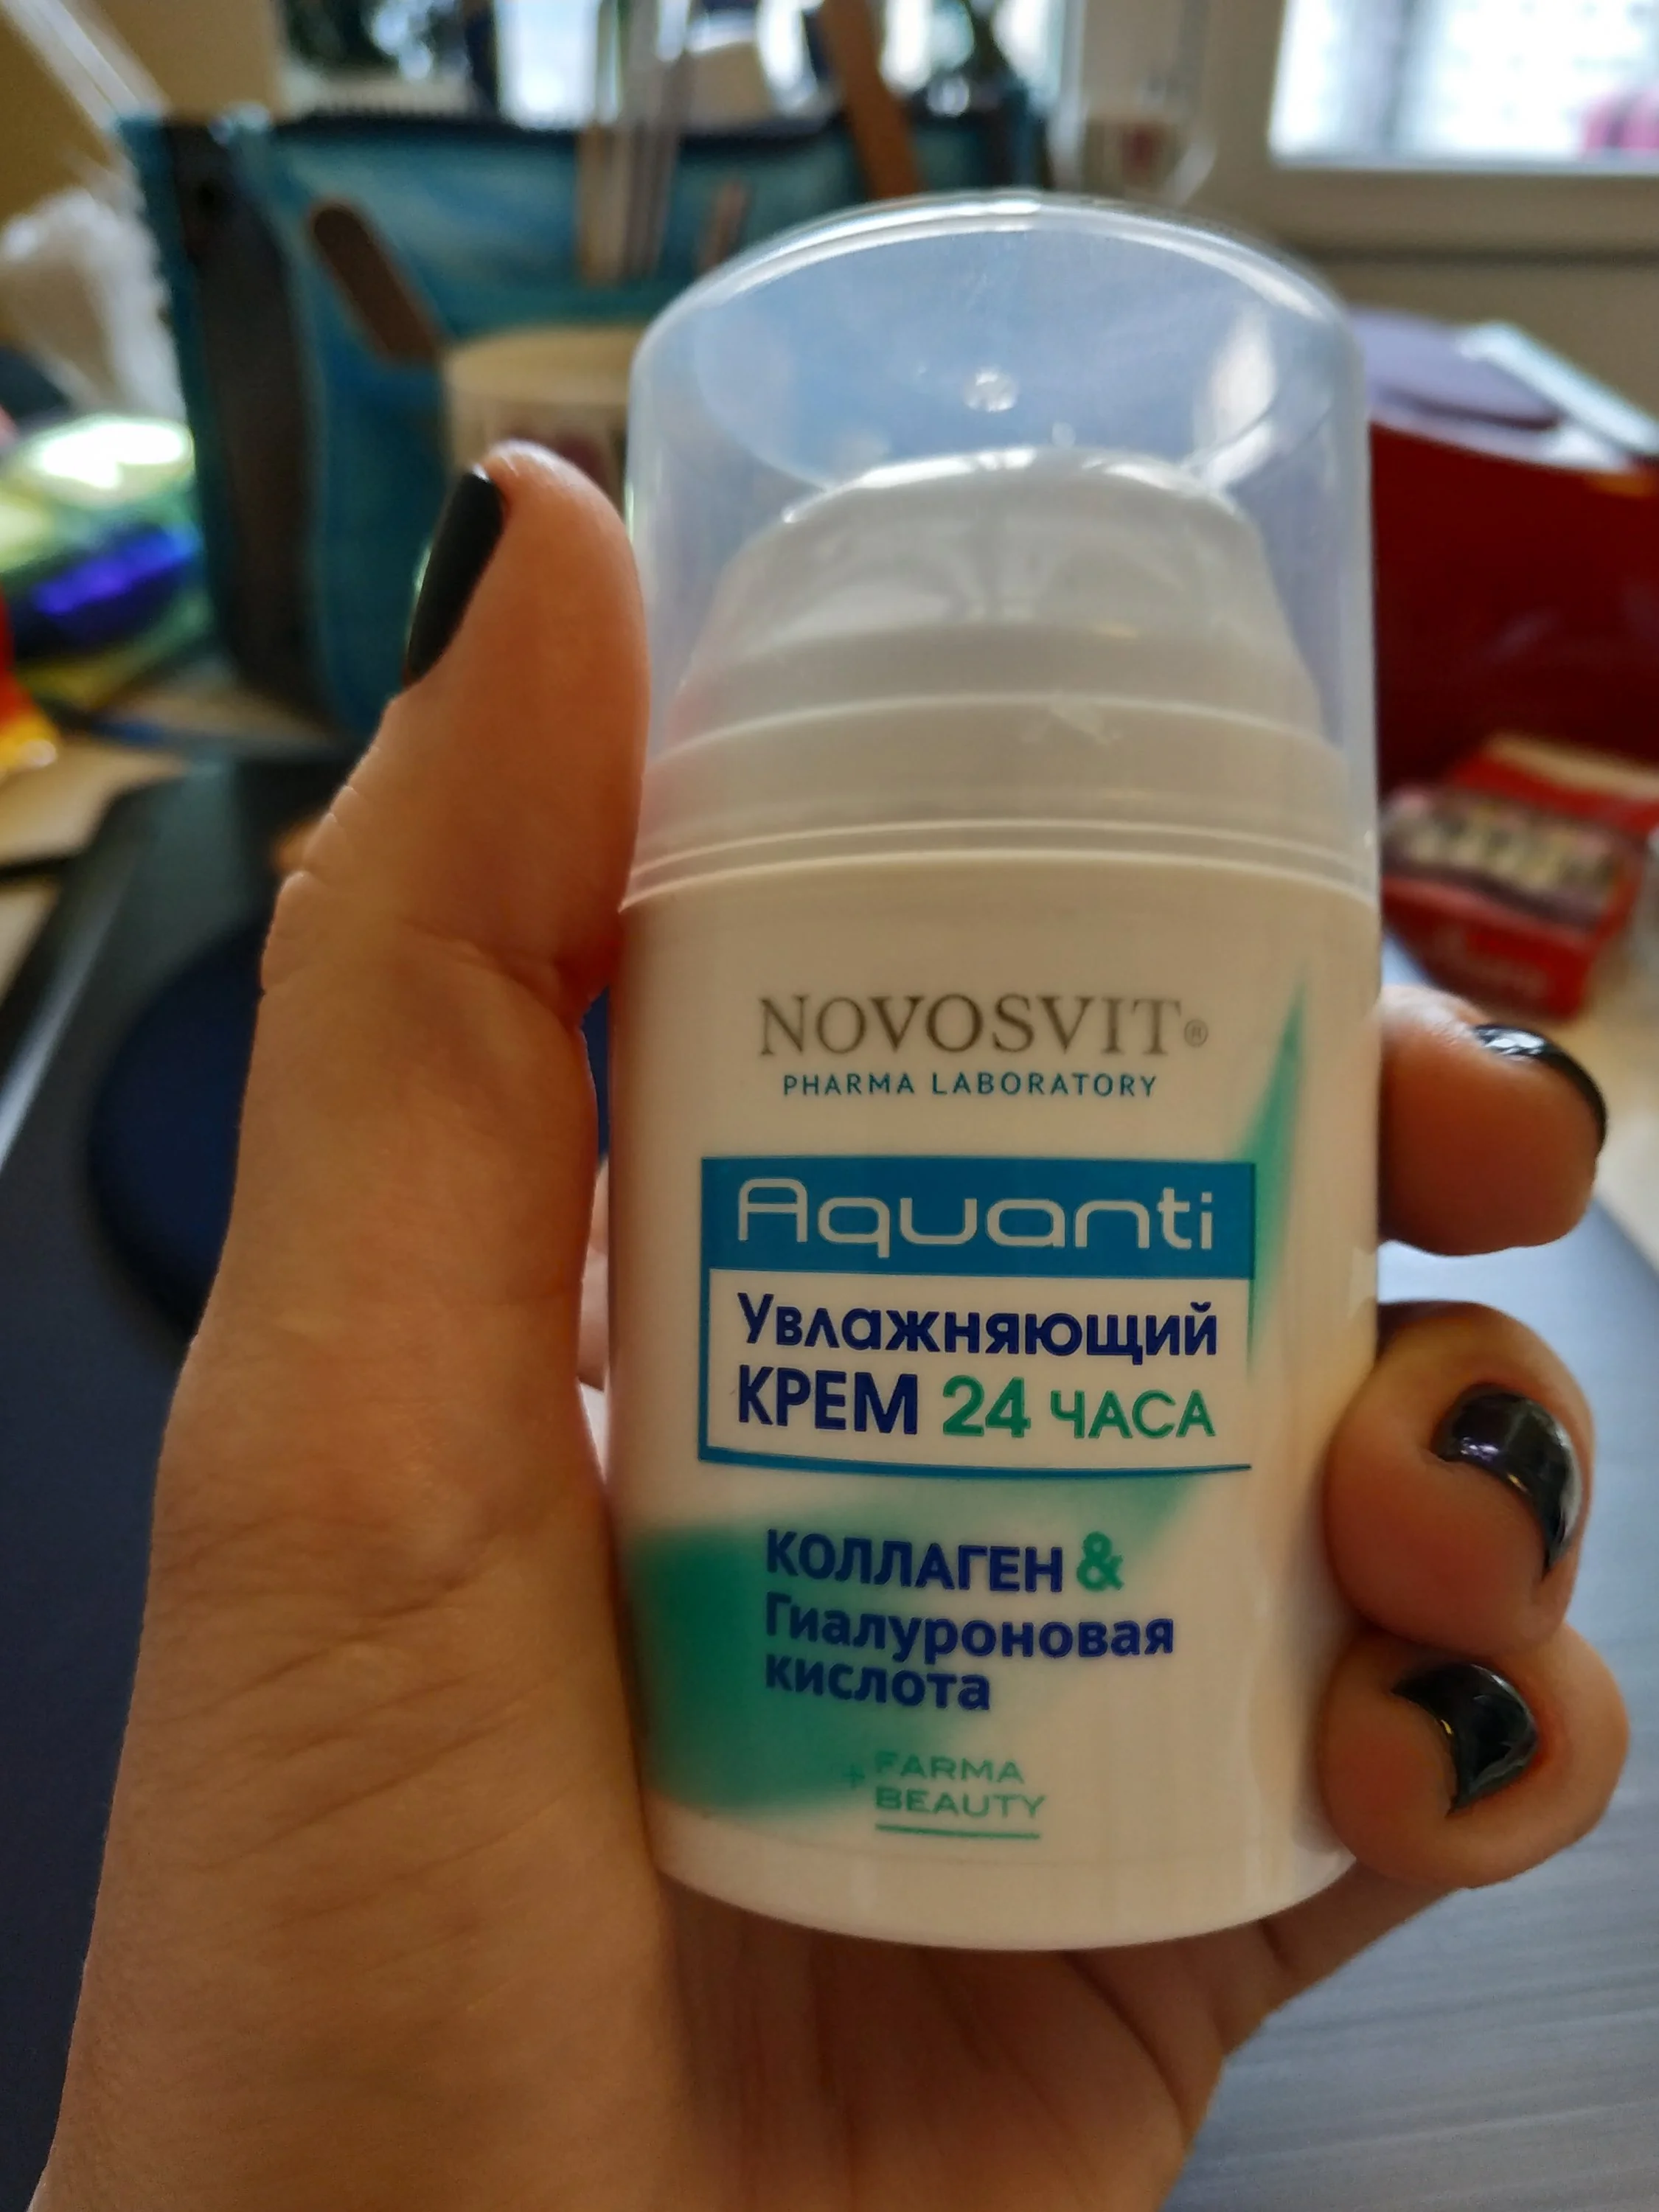 NOVOSVIT®
PHARMA LABORATORY
Aquanti
Увлажняющий
КРЕМ 24 ЧАСА
КОЛЛАГЕН &
Гиалуроновая
кислота
+ FARMA
BEAUTY